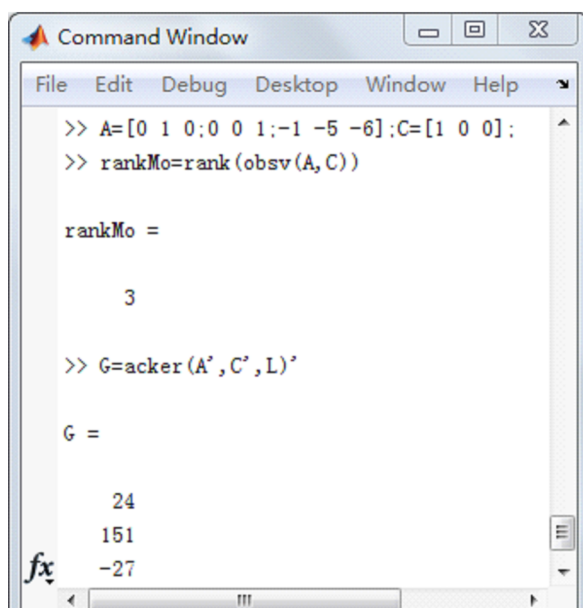 Command Window
File Edit Debug Desktop Window Help
>> A=[0 1 0;0 0 1;-1 -5 -6];C=[1 0 0];
>> rankMo=rank(obsv(A,C))
rankMo =
3
>> G=acker(A',C',L)'
G =
24
151
-27
fx